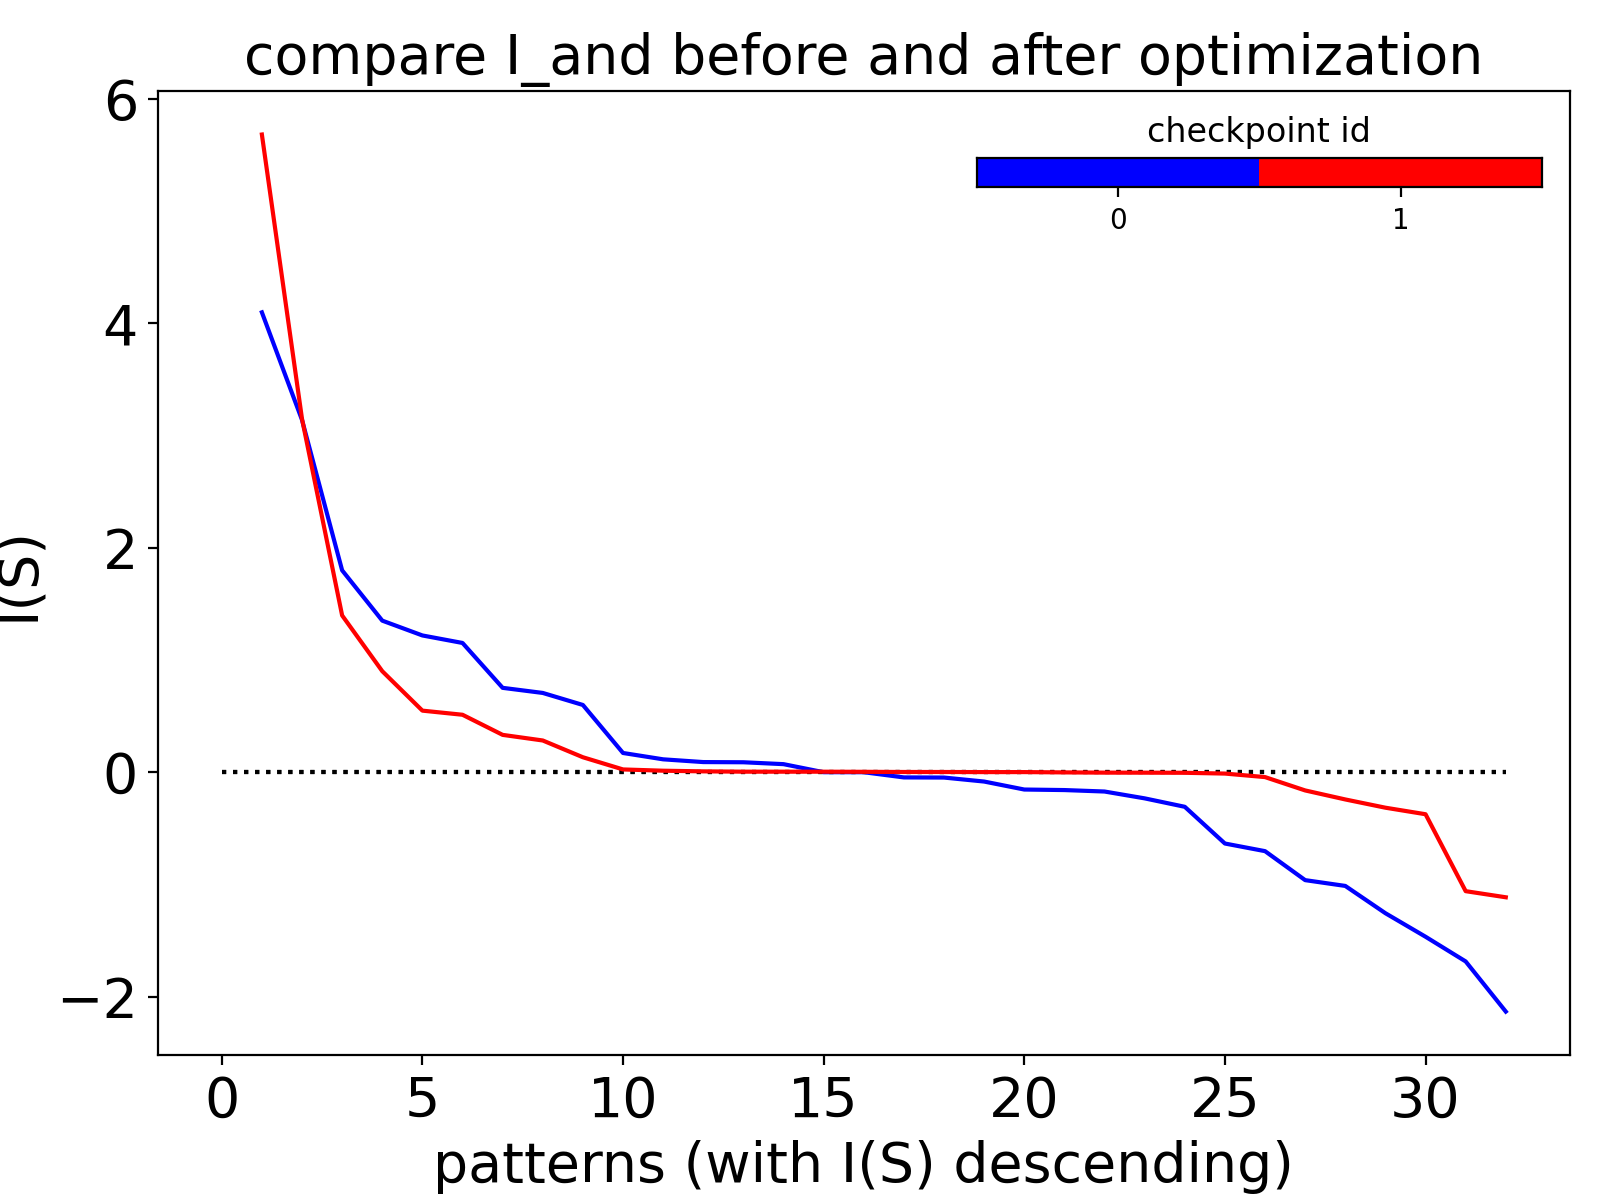 compare I_and before and after optimization
checkpoint id
0 1
6
4
2
0
−2
I(S)
0 5 10 15 20 25 30
patterns (with I(S) descending)